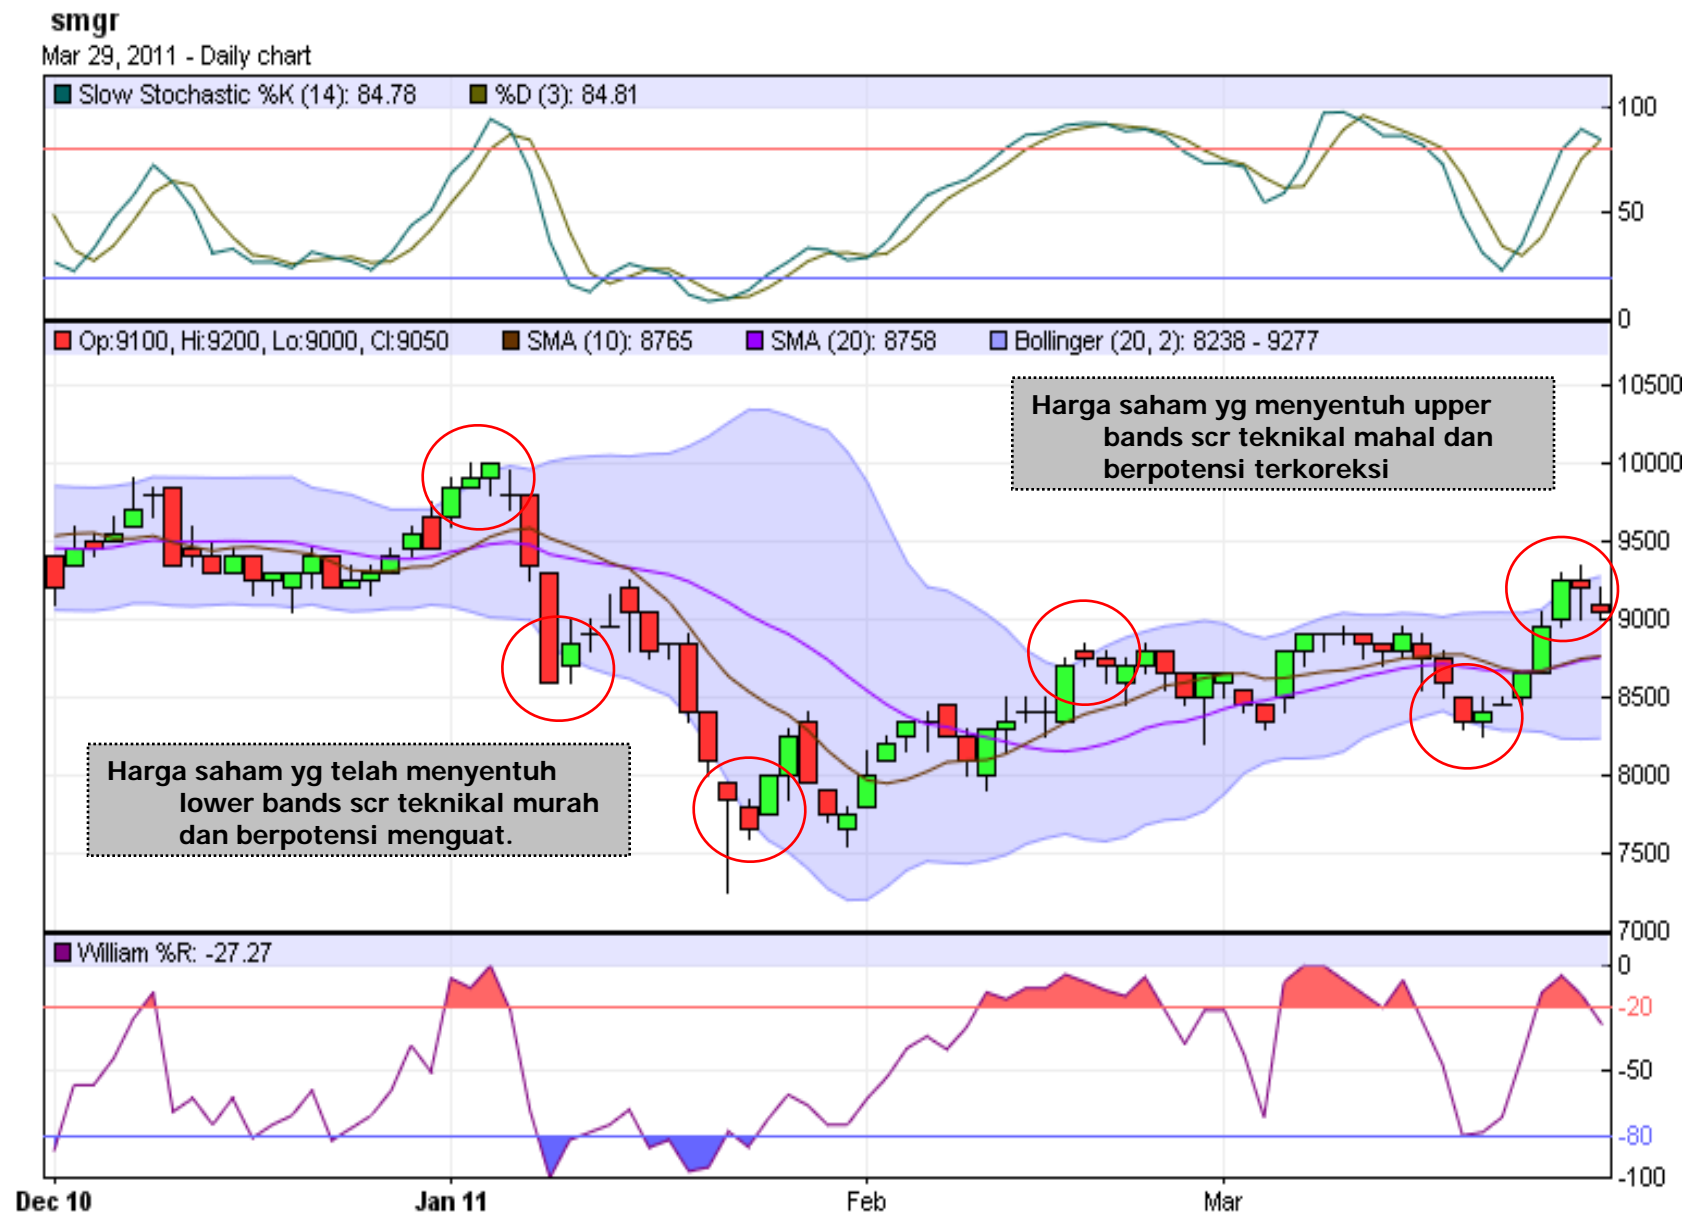 smgr
Mar 29, 2011 - Daily chart
Slow Stochastic %K (14): 84.78 %D (3): 84.81
100
50
0
Op:9100, Hi:9200, Lo:9000, Cl:9050 SMA (10): 8765 SMA (20): 8758 Bollinger (20, 2): 8238 - 9277
10500
Harga saham yg menyentuh upper
bands scr teknikal mahal dan
berpotensi terkoreksi
10000
9500
9000
8500
Harga saham yg telah menyentuh
lower bands scr teknikal murah
dan berpotensi menguat.
8000
7500
7000
William %R: -27.27
0
-20
-50
-80
-100
Dec 10 Jan 11 Feb Mar